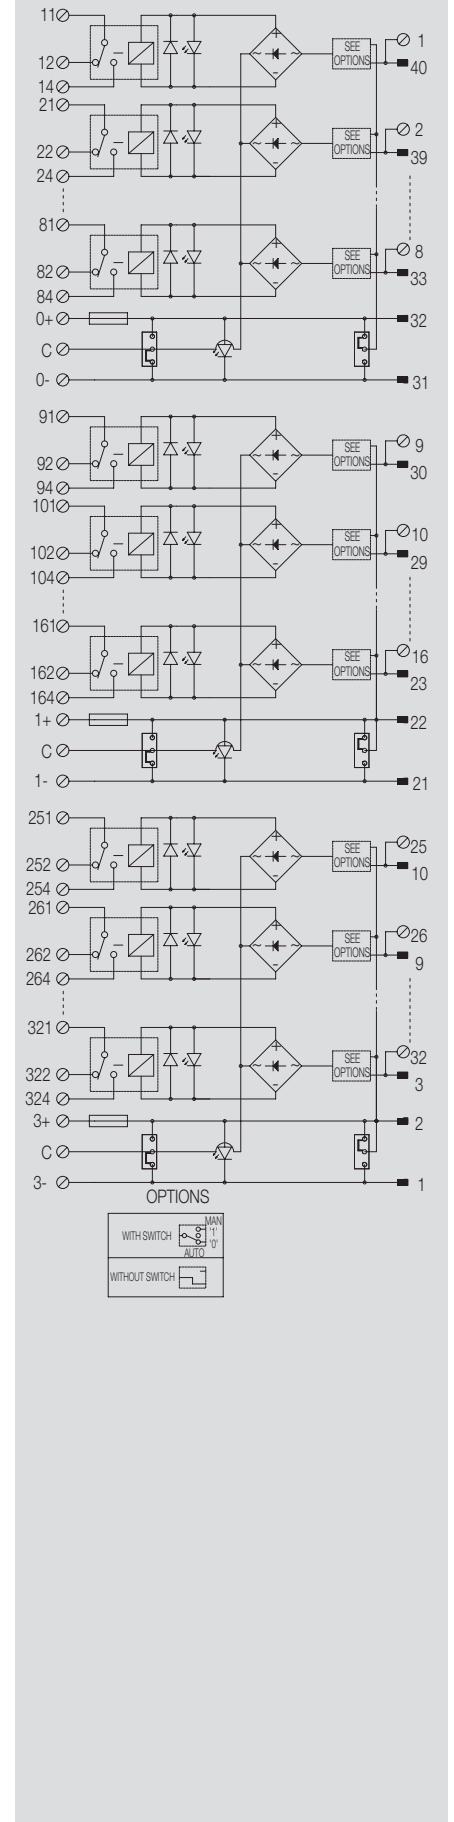 11 SEE OPTIONS 1
12 40
14
21 SEE OPTIONS 2
22 39
24
81 SEE OPTIONS 8
82 33
84
0+ 32
C
0- 31
91 SEE OPTIONS 9
92 30
94
101 SEE OPTIONS 10
102 29
104
161 SEE OPTIONS 16
162 23
164
1+ 22
C
1- 21
251 SEE OPTIONS 25
252 10
254
261 SEE OPTIONS 26
262 9
264
321 SEE OPTIONS 32
322 3
324
3+ 2
C
3- 1
OPTIONS
WITH SWITCH MAN '1' '0' AUTO
WITHOUT SWITCH